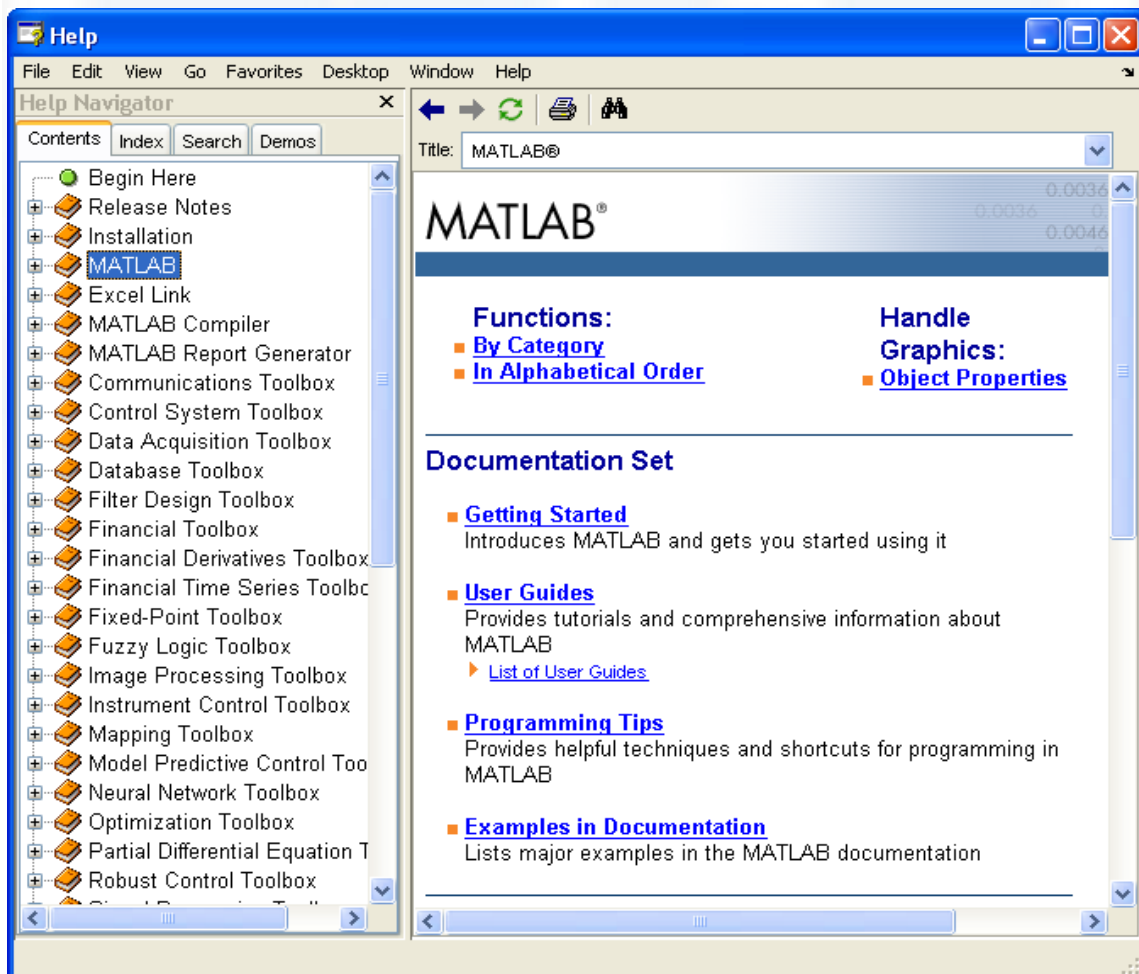 Help
File Edit View Go Favorites Desktop Window Help
Help Navigator
Contents Index Search Demos
Begin Here
Release Notes
Installation
MATLAB
Excel Link
MATLAB Compiler
MATLAB Report Generator
Communications Toolbox
Control System Toolbox
Data Acquisition Toolbox
Database Toolbox
Filter Design Toolbox
Financial Toolbox
Financial Derivatives Toolbox
Financial Time Series Toolbc
Fixed-Point Toolbox
Fuzzy Logic Toolbox
Image Processing Toolbox
Instrument Control Toolbox
Mapping Toolbox
Model Predictive Control Too
Neural Network Toolbox
Optimization Toolbox
Partial Differential Equation T
Robust Control Toolbox
Title: MATLAB®
MATLAB®
0.0036
0.0036 0.
0.0046
Functions:
By Category
In Alphabetical Order
Handle
Graphics:
Object Properties
Documentation Set
Getting Started
Introduces MATLAB and gets you started using it
User Guides
Provides tutorials and comprehensive information about
MATLAB
List of User Guides
Programming Tips
Provides helpful techniques and shortcuts for programming in
MATLAB
Examples in Documentation
Lists major examples in the MATLAB documentation